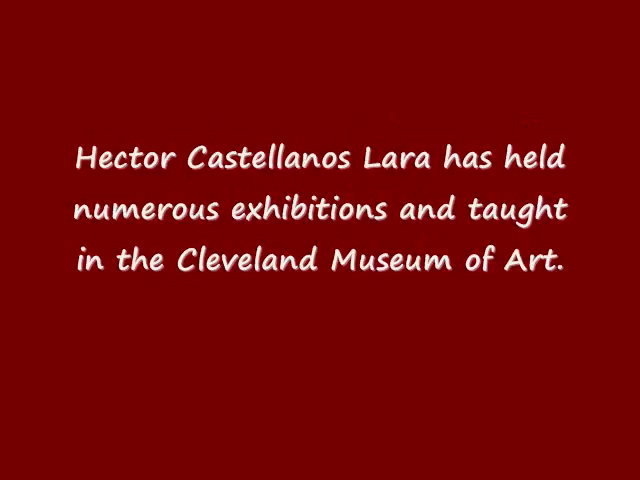 Hector Castellanos Lara has held
numerous exhibitions and taught
in the Cleveland Museum of Art.